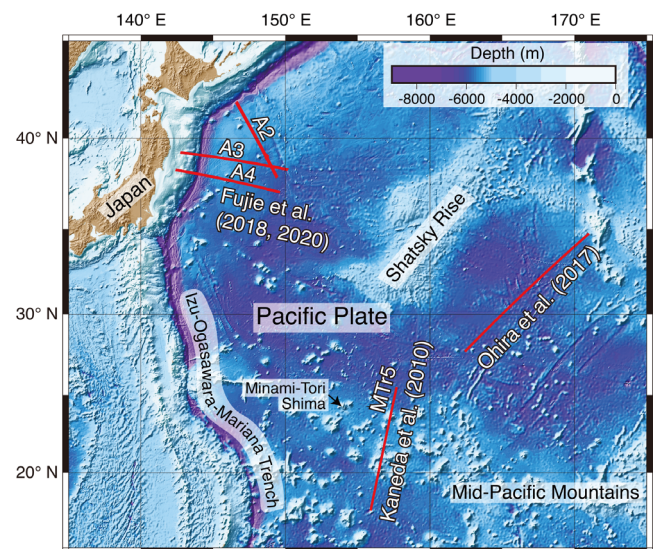 140° E
150° E
160° E
170° E
Depth (m)
-8000
-6000
-4000
-2000
0
40° N
30° N
20° N
Japan
A2
A3
A4
Fujie et al.
(2018, 2020)
Shatsky Rise
Pacific Plate
Ohira et al. (2017)
Izu-Ogasawara-Mariana Trench
Minami-Tori
Shima
MTr5
Kaneda et al. (2010)
Mid-Pacific Mountains